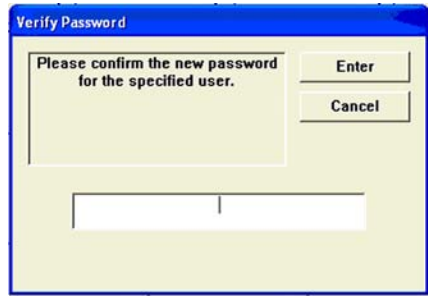 Verify Password
Please confirm the new password
for the specified user.
Enter
Cancel